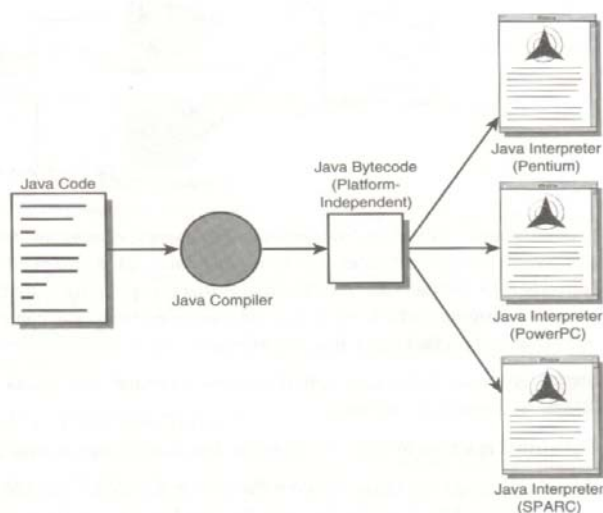 Java Code
Java Compiler
Java Bytecode
(Platform-
Independent)
Java Interpreter
(Pentium)
Java Interpreter
(PowerPC)
Java Interpreter
(SPARC)